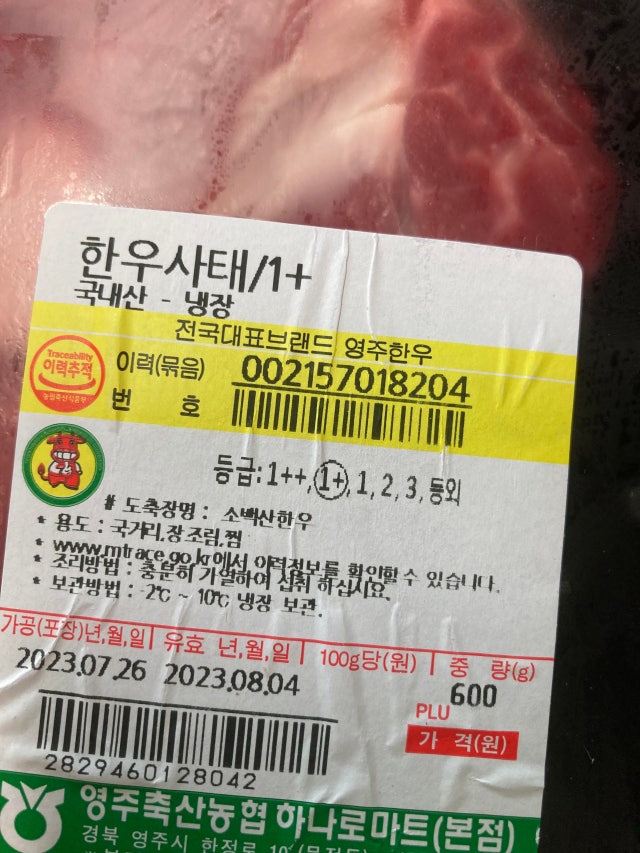 한우사태/1+
국내산 - 냉장
전국대표브랜드 영주한우
Traceability
이력추적
농림축산식품부
이력(묶음)
번 호
002157018204
등급:1++,1+,1,2,3,등외
# 도축장명 : 소백산한우
* 용도 : 국거리,장조림,찜
* www.mtrace.go.kr에서 이력정보를 확인할 수 있습니다.
* 조리방법 : 충분히 가열하여 섭취 하십시요.
* 보관방법 : -2℃ ~ 10℃ 냉장 보관.
가공(포장)년,월,일 유효 년,월,일 100g당(원) 중 량(g)
2023.07.26 2023.08.04 600
PLU
가 격(원)
2829460128042
영주축산농협 하나로마트(본점)
경북 영주시